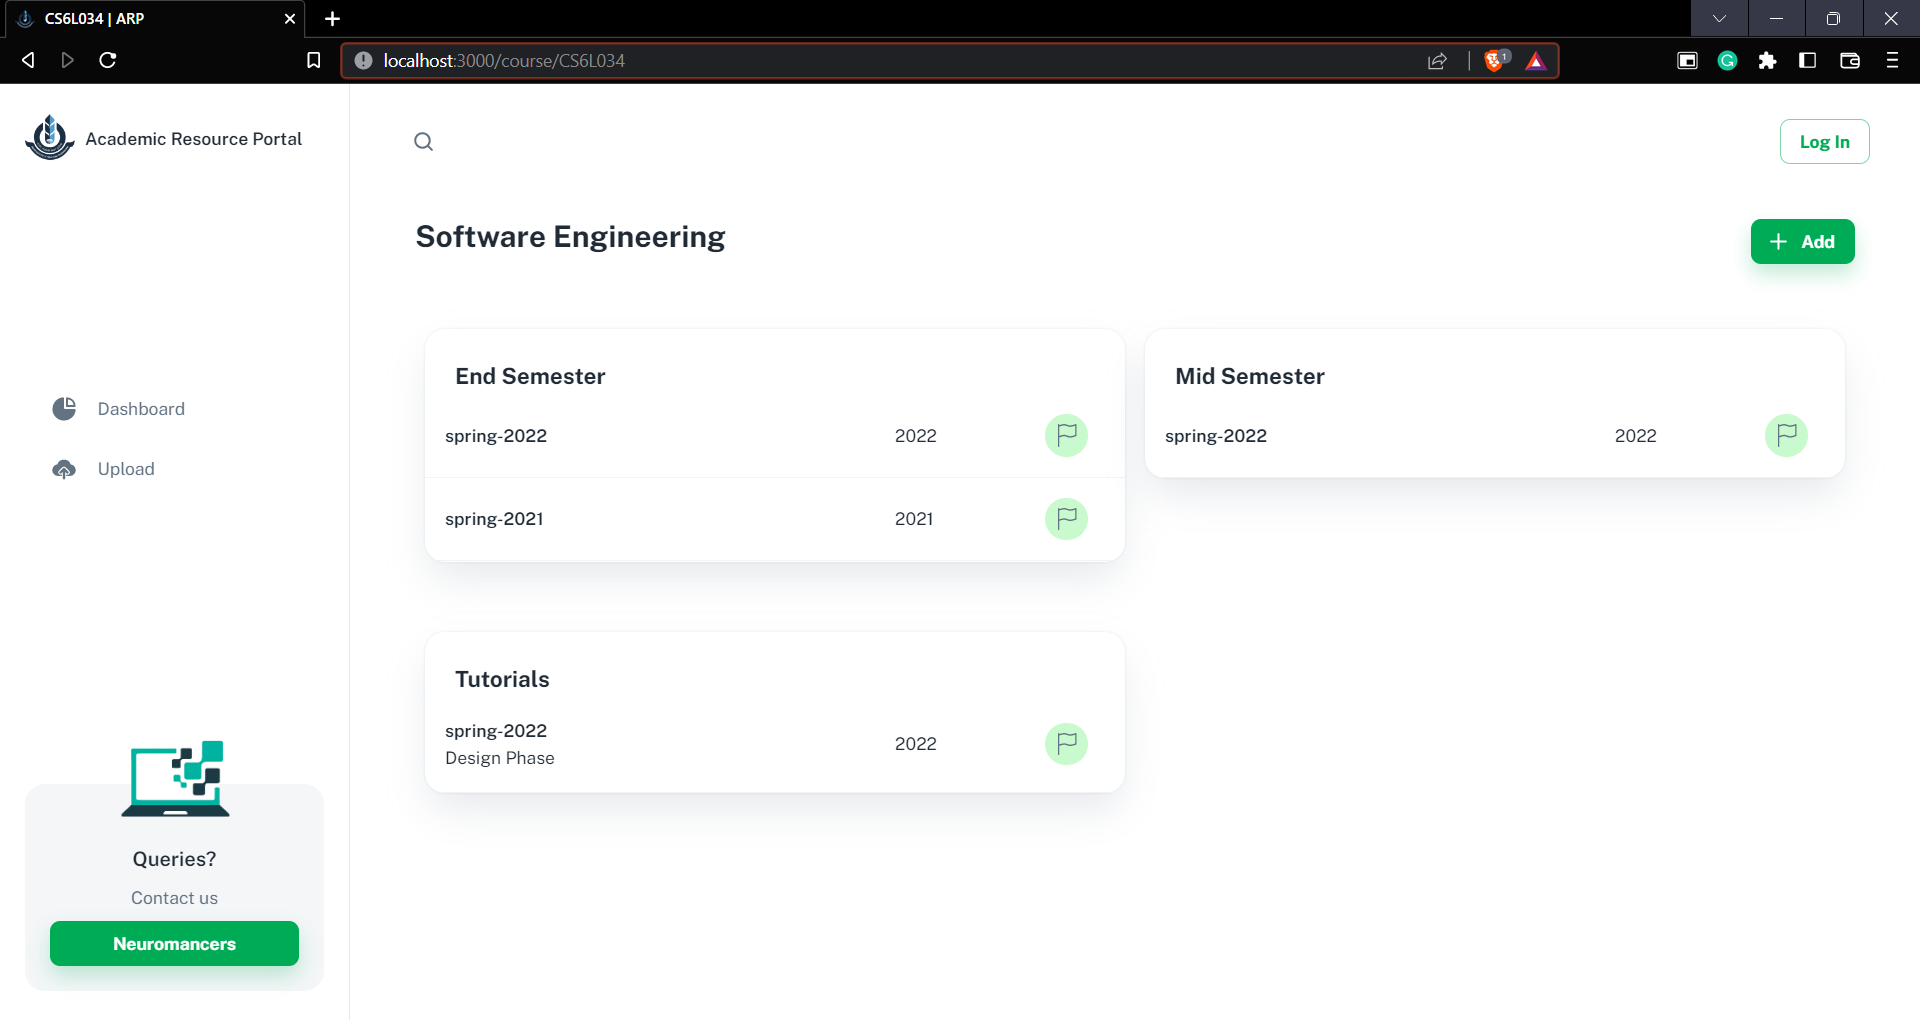 CS6L034 | ARP
localhost:3000/course/CS6L034
1
G
Academic Resource Portal
Log In
Software Engineering
Add
Dashboard
Upload
End Semester
spring-2022 2022
spring-2021 2021
Mid Semester
spring-2022 2022
Tutorials
spring-2022
Design Phase
2022
Queries?
Contact us
Neuromancers